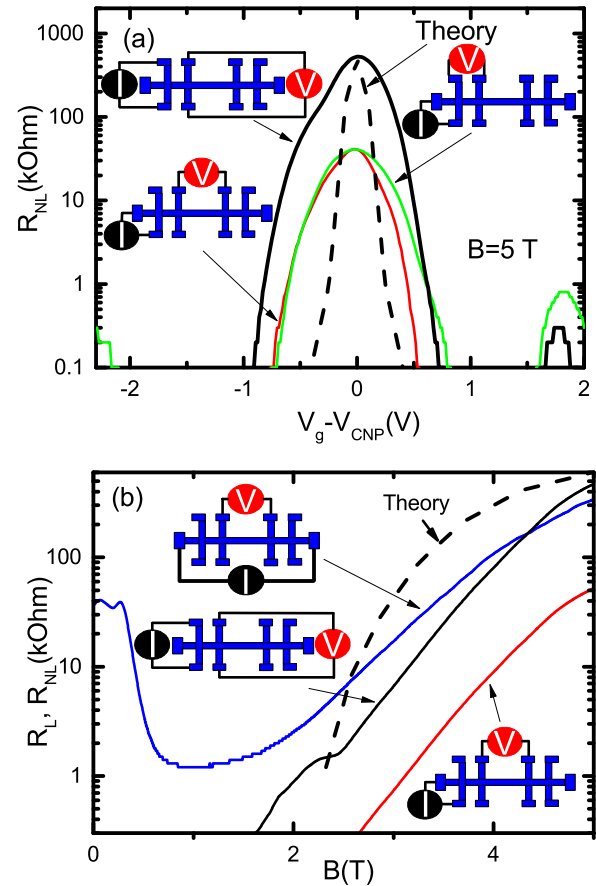 (a)
Theory
1000
100
10
1
0.1
R_NL(kOhm)
I
V
V
I
V
I
B=5 T
-2
-1
0
1
2
V_g-V_CNP(V)
(b)
V
I
Theory
100
10
1
R_L, R_NL(kOhm)
I
V
V
I
0
2
4
B(T)